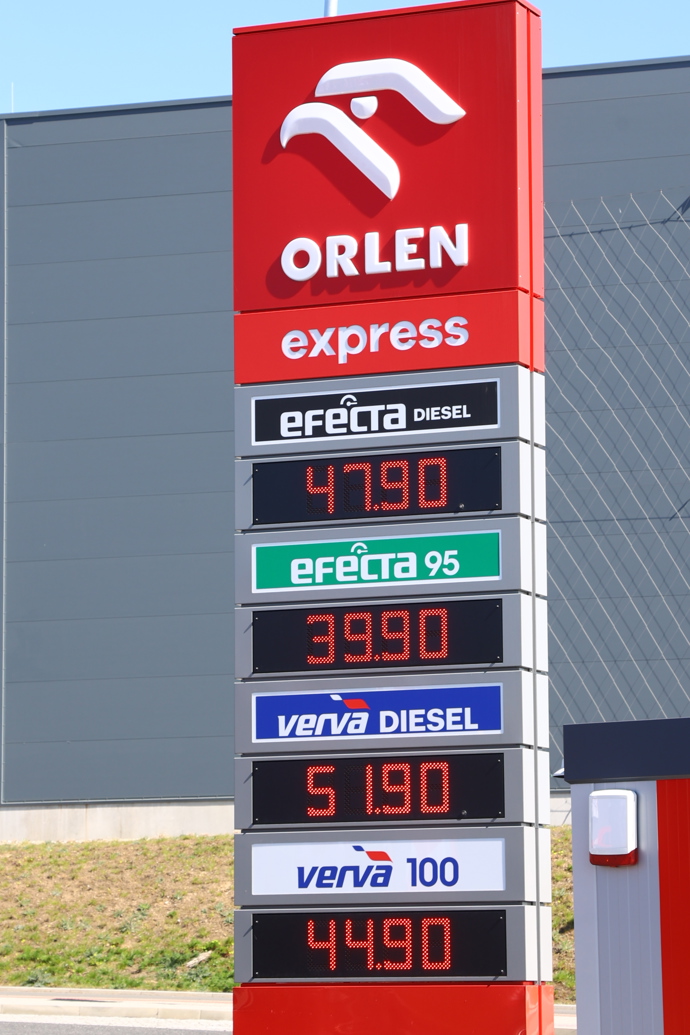 ORLEN
express
efecta DIESEL
47.90
efecta 95
39.90
verva DIESEL
51.90
verva 100
44.90